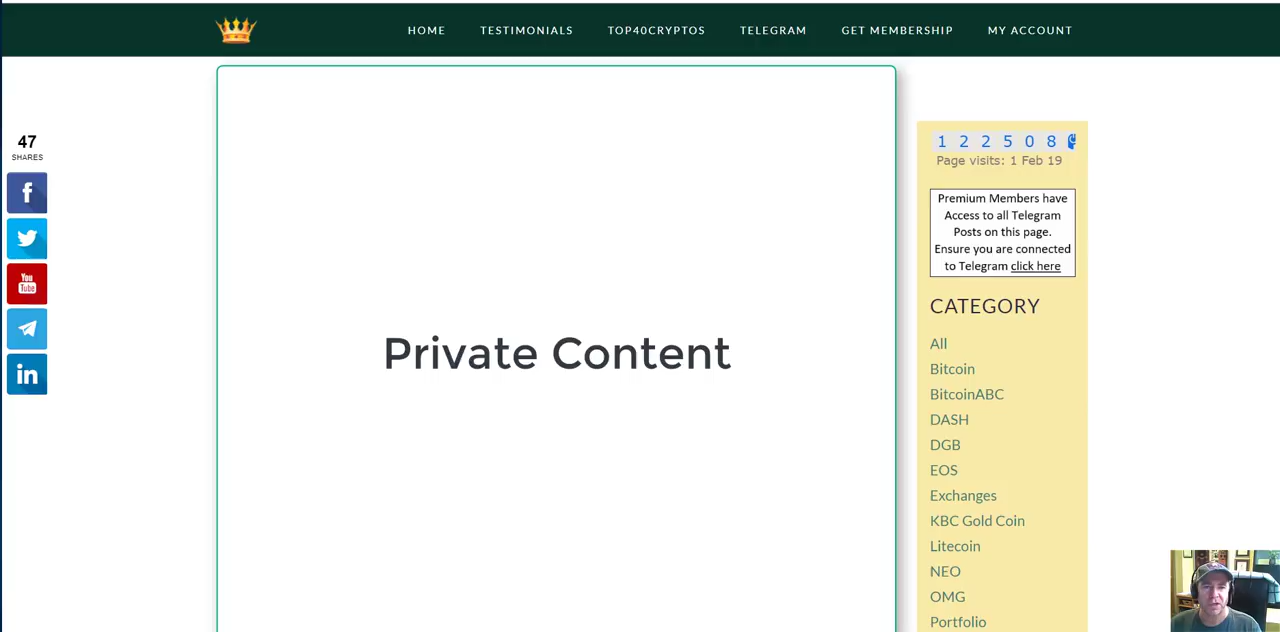 HOME TESTIMONIALS TOP40CRYPTOS TELEGRAM GET MEMBERSHIP MY ACCOUNT
47
SHARES
You
Tube
in
Private Content
1 2 2 5 0 8
Page visits: 1 Feb 19
Premium Members have
Access to all Telegram
Posts on this page.
Ensure you are connected
to Telegram click here
CATEGORY
All
Bitcoin
BitcoinABC
DASH
DGB
EOS
Exchanges
KBC Gold Coin
Litecoin
NEO
OMG
Portfolio